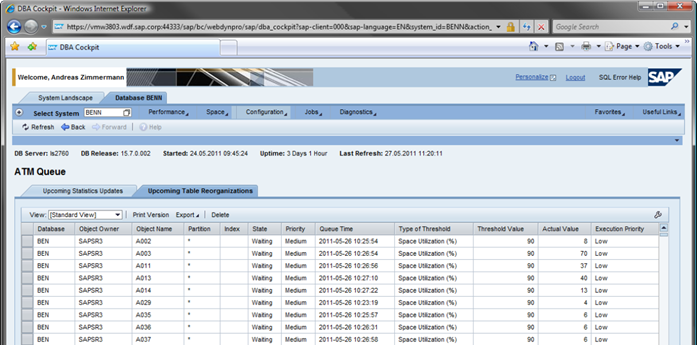 DBA Cockpit - Windows Internet Explorer
https://vmw3803.wdf.sap.corp:44333/sap/bc/webdynpro/sap/dba_cockpit?sap-client=000&sap-language=EN&system_id=BENN&action_
Google
DBA Cockpit
Page Tools
Welcome, Andreas Zimmermann Personalize Logout SQL Error Help SAP
System Landscape Database BENN
Select System BENN Performance Space Configuration Jobs Diagnostics Favorites Useful Links
Refresh Back Forward Help
DB Server: ls2760 DB Release: 15.7.0.002 Started: 24.05.2011 09:45:24 Uptime: 3 Days 1 Hour Last Refresh: 27.05.2011 11:20:11
ATM Queue
Upcoming Statistics Updates Upcoming Table Reorganizations
View: [Standard View] Print Version Export Delete
Database Object Owner Object Name Partition Index State Priority Queue Time Type of Threshold Threshold Value Actual Value Execution Priority
BEN SAPSR3 A002 * Waiting Medium 2011-05-26 10:25:54 Space Utilization (%) 90 8 Low
BEN SAPSR3 A003 * Waiting Medium 2011-05-26 10:26:54 Space Utilization (%) 90 70 Low
BEN SAPSR3 A011 * Waiting Medium 2011-05-26 10:26:56 Space Utilization (%) 90 37 Low
BEN SAPSR3 A013 * Waiting Medium 2011-05-26 10:27:10 Space Utilization (%) 90 40 Low
BEN SAPSR3 A014 * Waiting Medium 2011-05-26 10:27:22 Space Utilization (%) 90 13 Low
BEN SAPSR3 A029 * Waiting Medium 2011-05-26 10:23:19 Space Utilization (%) 90 4 Low
BEN SAPSR3 A035 * Waiting Medium 2011-05-26 10:25:57 Space Utilization (%) 90 6 Low
BEN SAPSR3 A036 * Waiting Medium 2011-05-26 10:26:31 Space Utilization (%) 90 6 Low
BEN SAPSR3 A037 * Waiting Medium 2011-05-26 10:26:58 Space Utilization (%) 90 6 Low